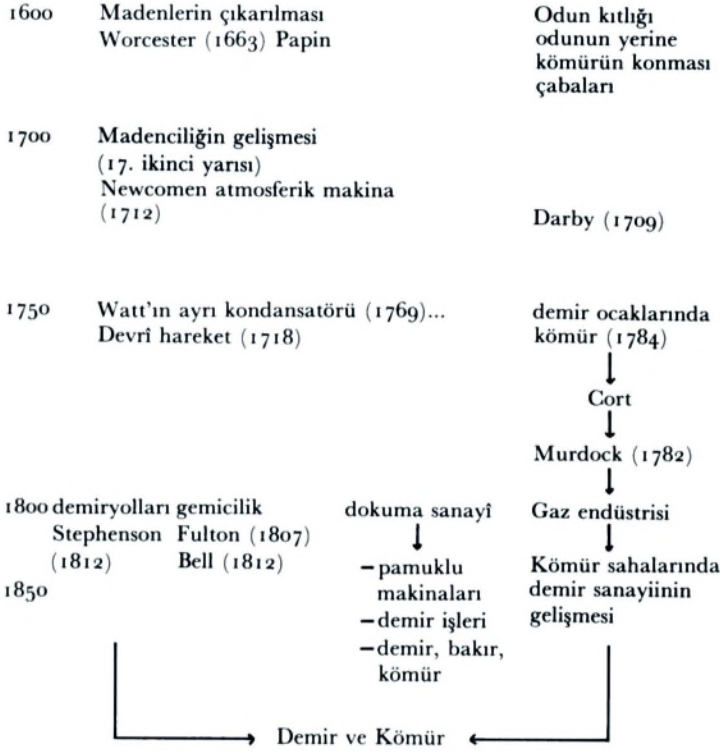 1600 Madenlerin çıkarılması
Worcester (1663) Papin
Odun kıtlığı
odunun yerine
kömürün konması
çabaları
1700 Madenciliğin gelişmesi
(17. ikinci yarısı)
Newcomen atmosferik makina
(1712)
Darby (1709)
1750 Watt'ın ayrı kondansatörü (1769)...
Devrî hareket (1718)
demir ocaklarında
kömür (1784)
Cort
Murdock (1782)
1800 demiryolları gemicilik
Stephenson Fulton (1807)
(1812) Bell (1812)
1850
dokuma sanayî
–pamuklu
makinaları
–demir işleri
–demir, bakır,
kömür
Gaz endüstrisi
Kömür sahalarında
demir sanayiinin
gelişmesi
Demir ve Kömür